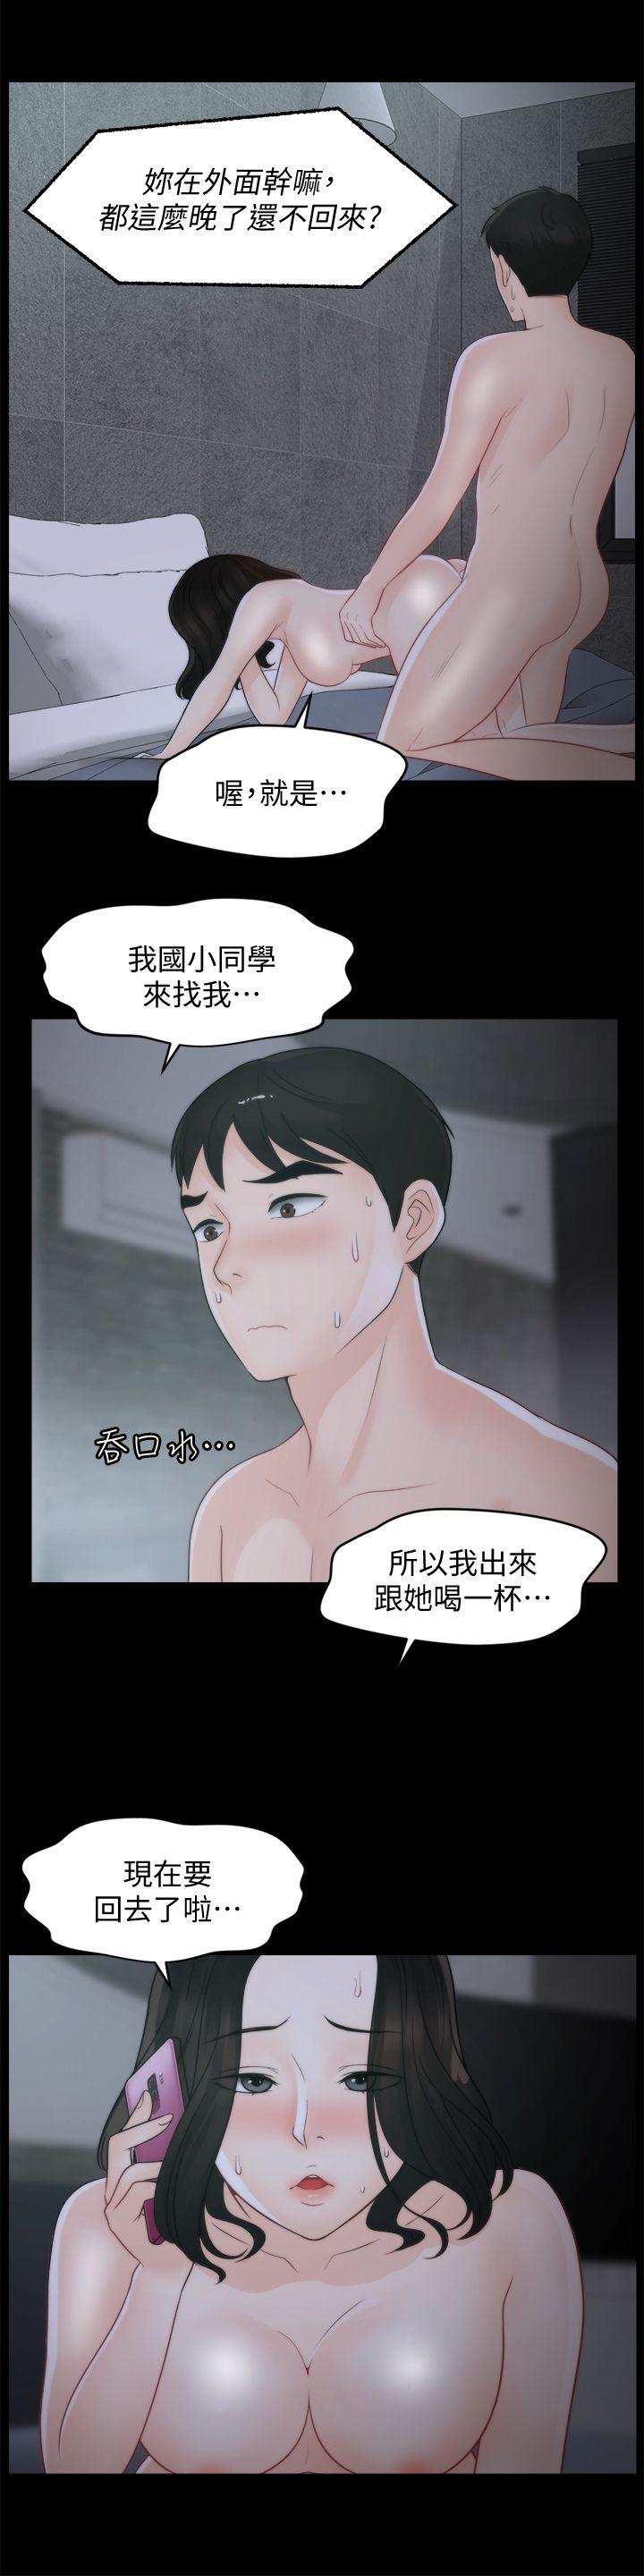 妳在外面幹嘛，
都這麼晚了還不回來?
喔，就是…
我國小同學
來找我…
吞口水…
所以我出來
跟她喝一杯…
現在要
回去了啦…